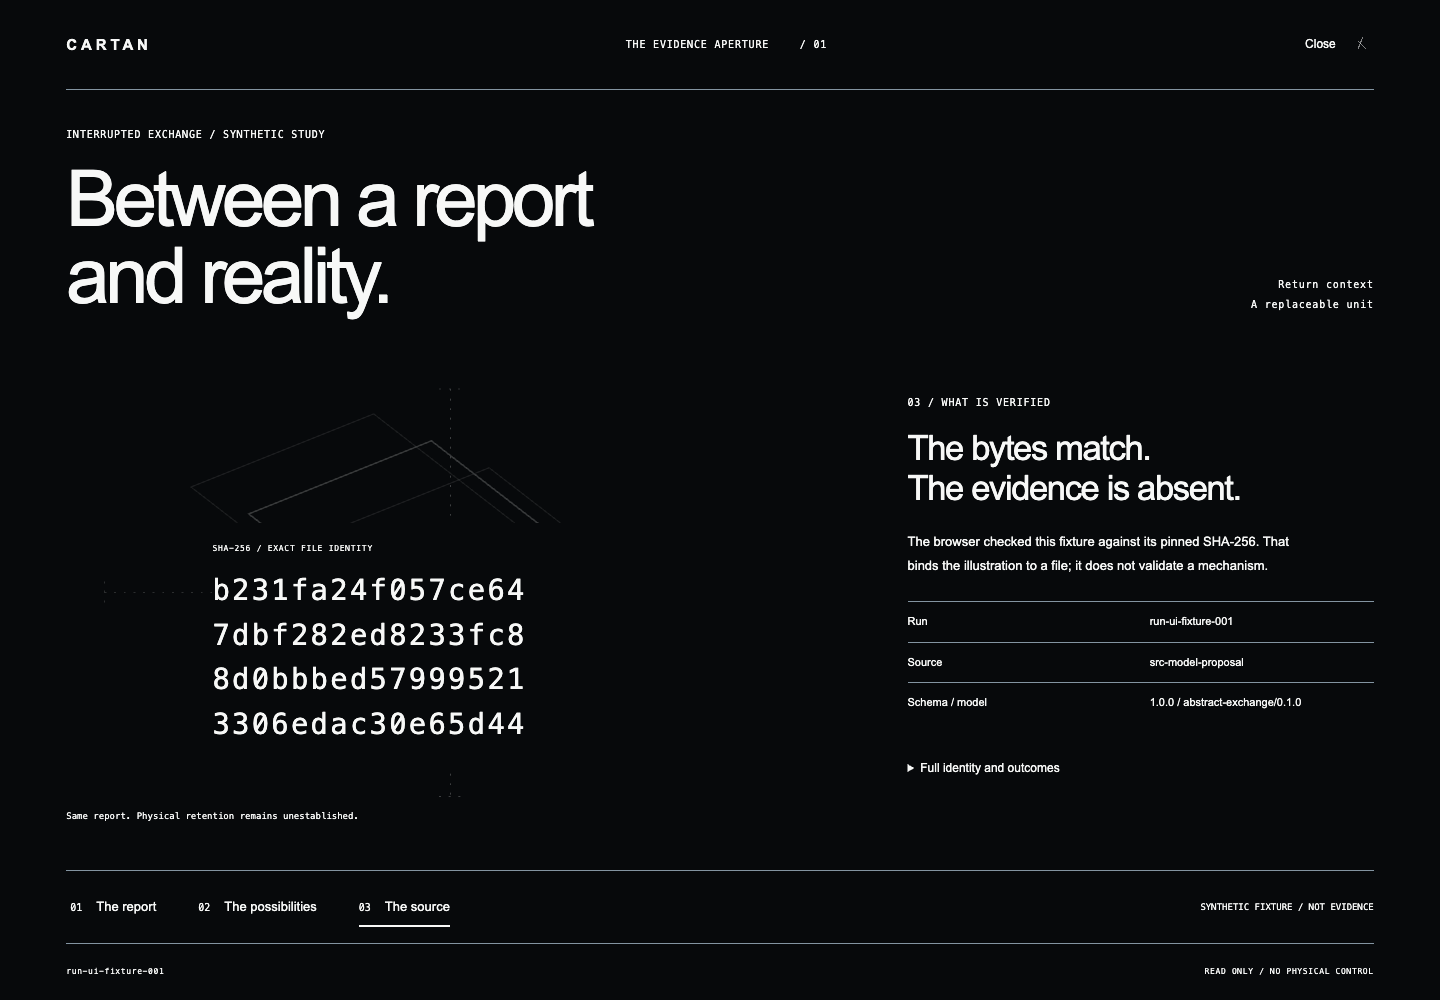 CARTAN
THE EVIDENCE APERTURE / 01
Close
INTERRUPTED EXCHANGE / SYNTHETIC STUDY
Between a report
and reality.
Return context
A replaceable unit
SHA-256 / EXACT FILE IDENTITY
b231fa24f057ce64
7dbf282ed8233fc8
8d0bbbed57999521
3306edac30e65d44
Same report. Physical retention remains unestablished.
03 / WHAT IS VERIFIED
The bytes match.
The evidence is absent.
The browser checked this fixture against its pinned SHA-256. That
binds the illustration to a file; it does not validate a mechanism.
Run run-ui-fixture-001
Source src-model-proposal
Schema / model 1.0.0 / abstract-exchange/0.1.0
Full identity and outcomes
01 The report 02 The possibilities 03 The source
SYNTHETIC FIXTURE / NOT EVIDENCE
run-ui-fixture-001
READ ONLY / NO PHYSICAL CONTROL